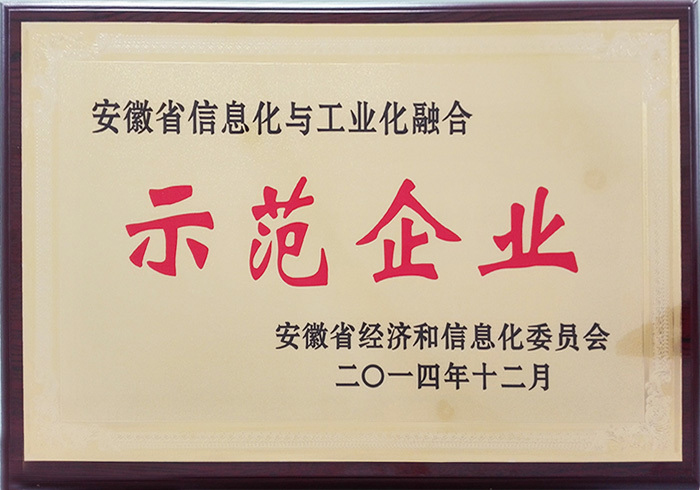 安徽省信息化与工业化融合
示范企业
安徽省经济和信息化委员会
二〇一四年十二月